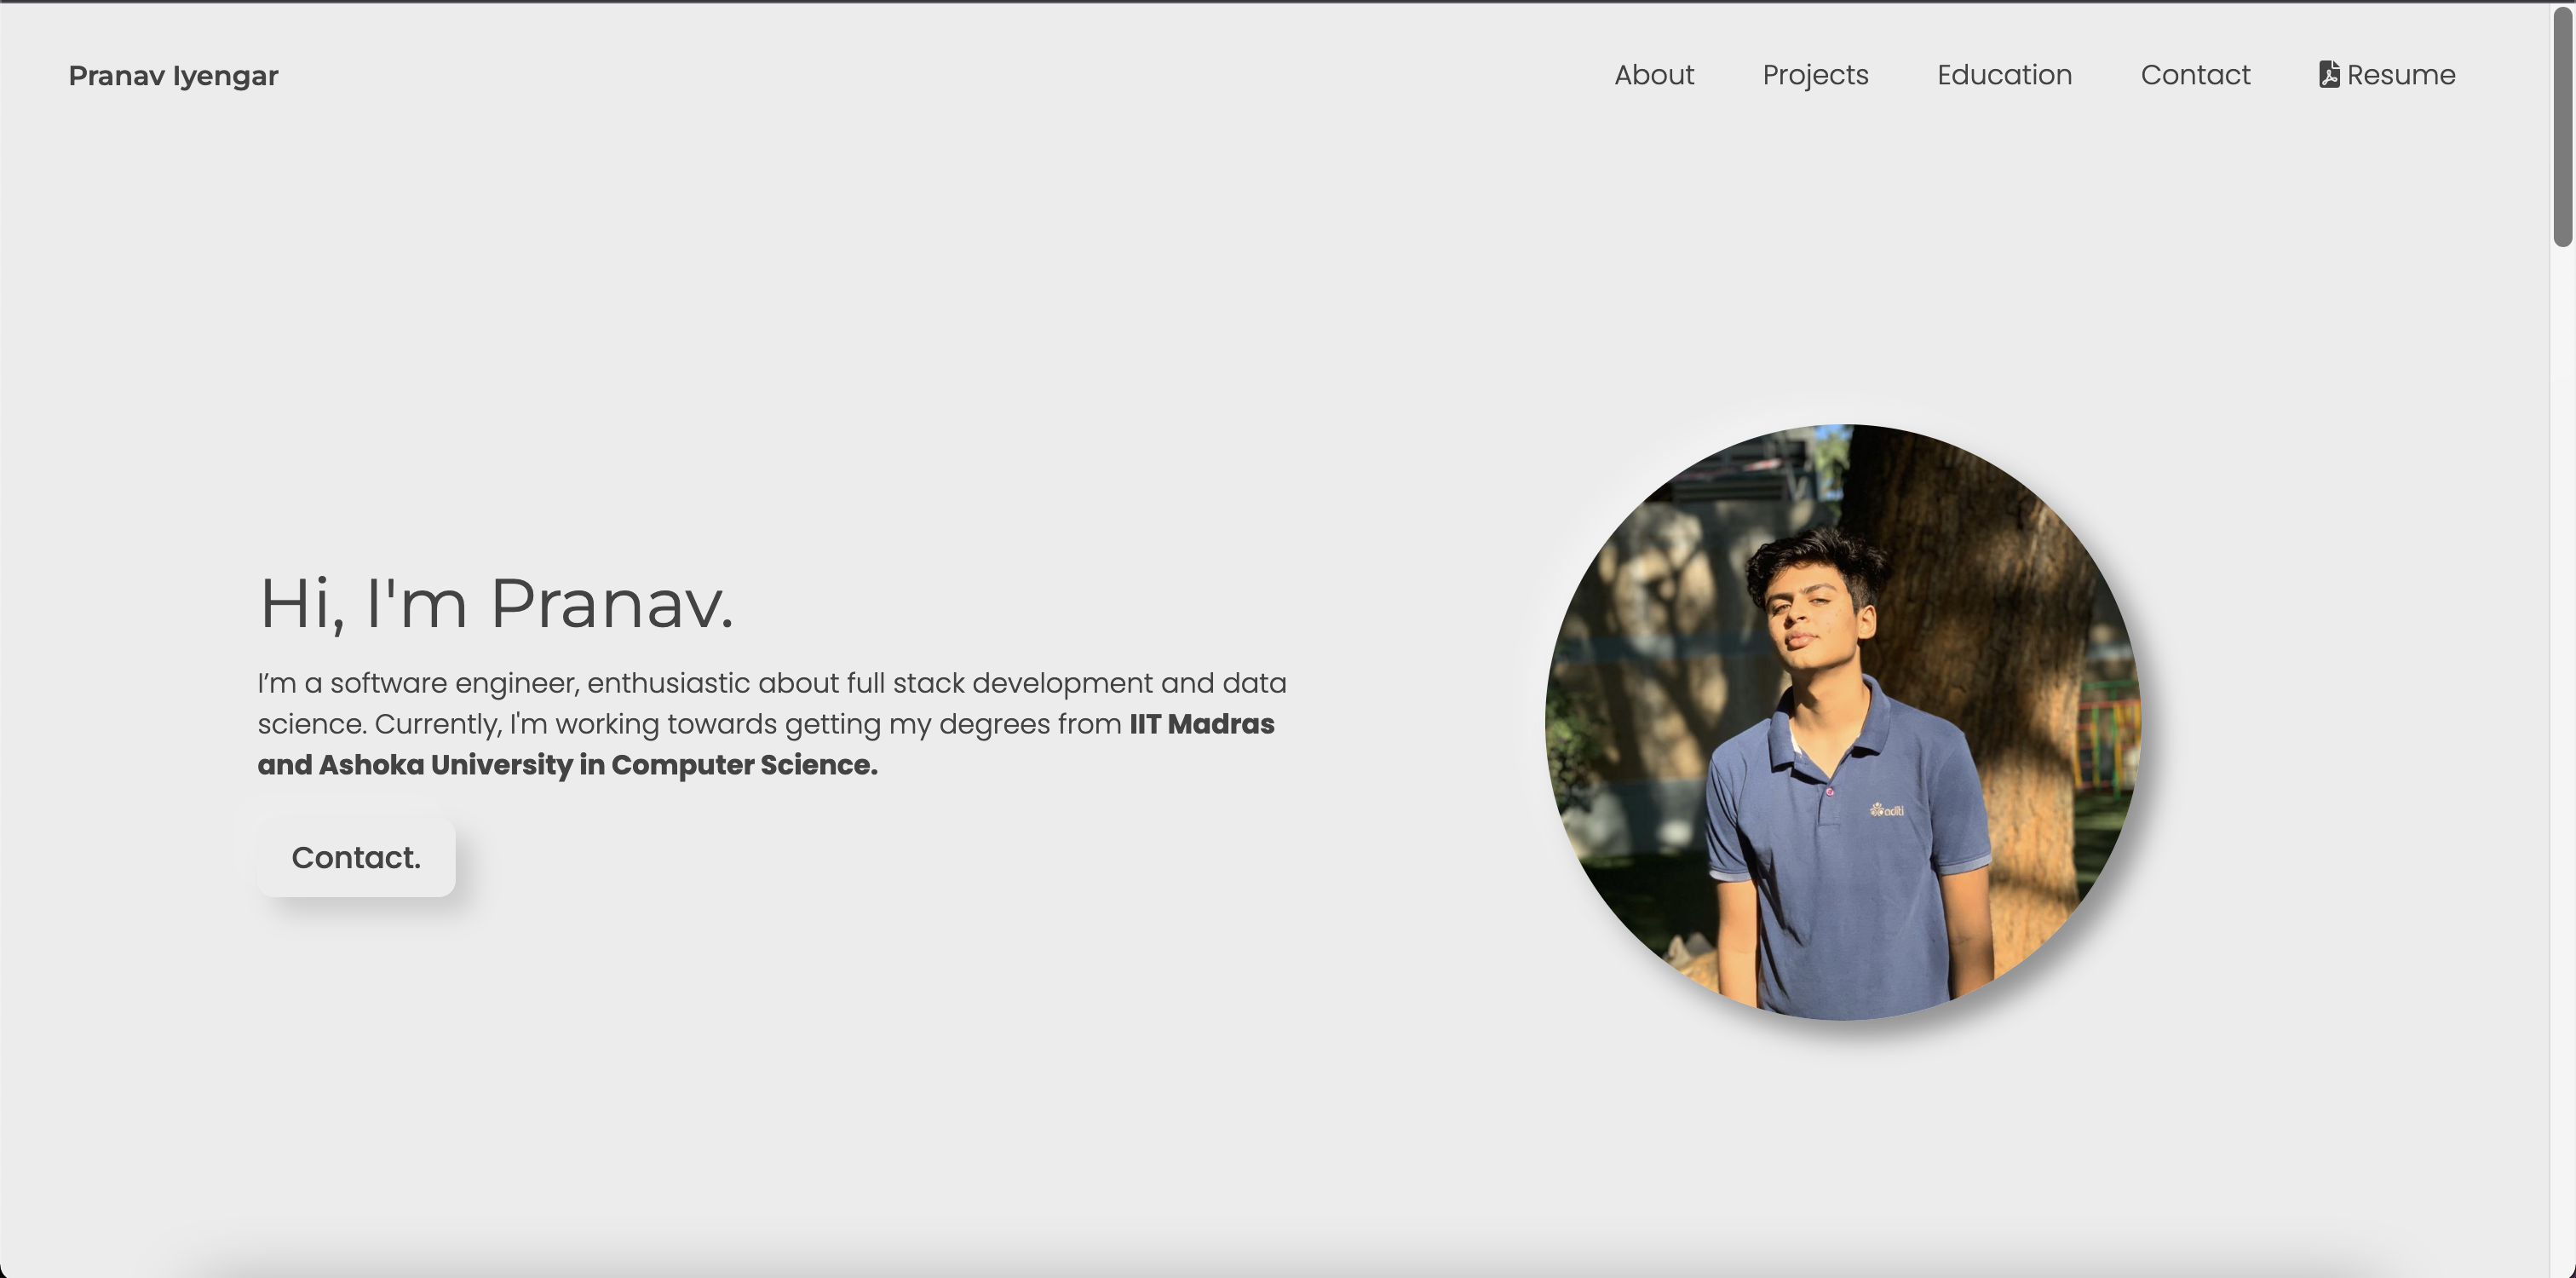 Pranav Iyengar
About Projects Education Contact Resume
Hi, I'm Pranav.
I’m a software engineer, enthusiastic about full stack development and data
science. Currently, I'm working towards getting my degrees from IIT Madras
and Ashoka University in Computer Science.
Contact.
aditi